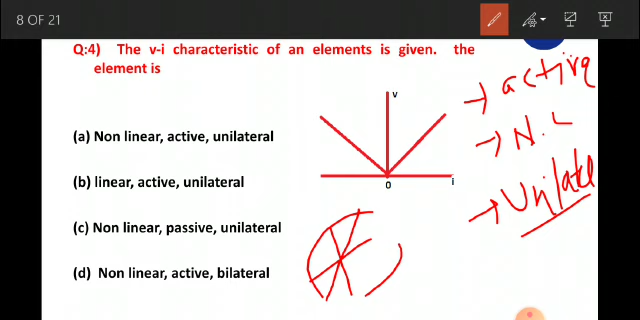 8 OF 21
Q:4) The v-i characteristic of an elements is given. the
element is
(a) Non linear, active, unilateral
(b) linear, active, unilateral
(c) Non linear, passive, unilateral
(d) Non linear, active, bilateral
v
0
i
→ active
→ N.L
→ Unilateral